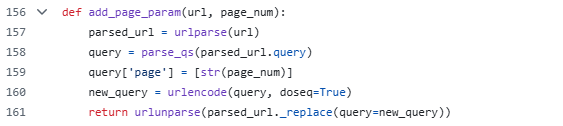 156 def add_page_param(url, page_num):
157     parsed_url = urlparse(url)
158     query = parse_qs(parsed_url.query)
159     query['page'] = [str(page_num)]
160     new_query = urlencode(query, doseq=True)
161     return urlunparse(parsed_url._replace(query=new_query))